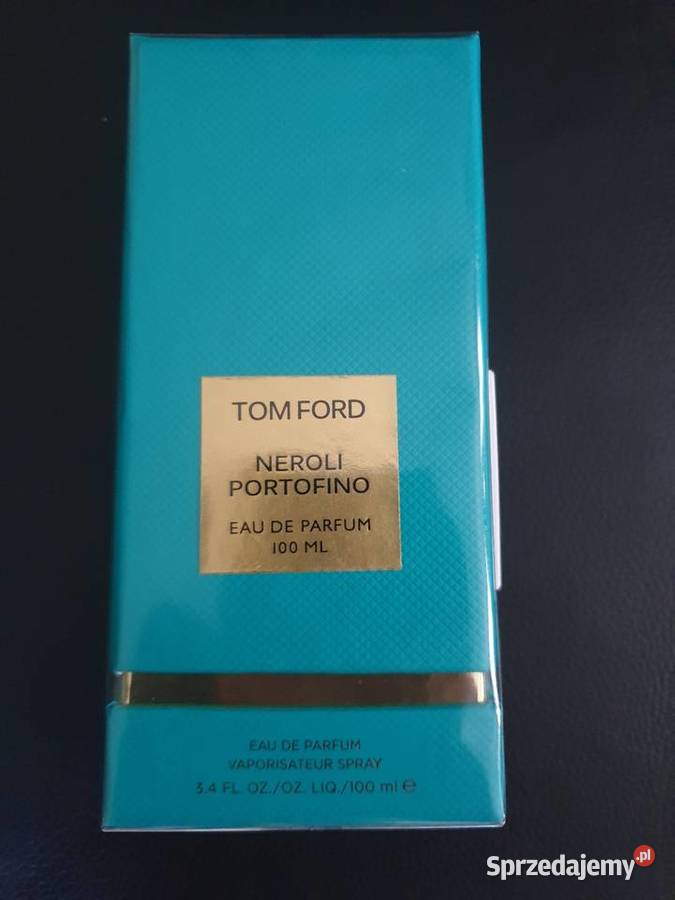 TOM FORD
NEROLI
PORTOFINO
EAU DE PARFUM
100 ML
EAU DE PARFUM
VAPORISATEUR SPRAY
3.4 FL. OZ./OZ. LIQ./100 ml ℮
Sprzedajemy.pl